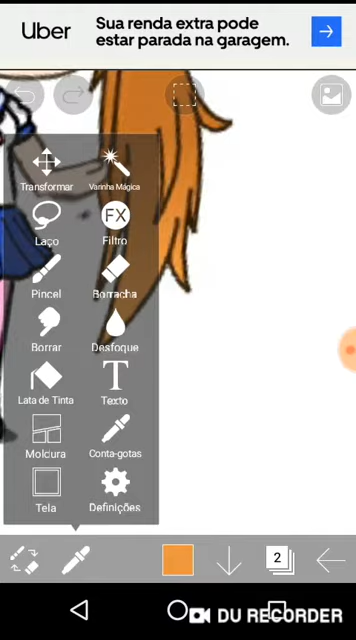 Uber
Sua renda extra pode
estar parada na garagem.
Transformar
Varinha Mágica
Laço
FX
Filtro
Pincel
Borracha
Borrar
Desfoque
Lata de Tinta
T
Texto
Moldura
Conta-gotas
Tela
Definições
2
DU RECORDER